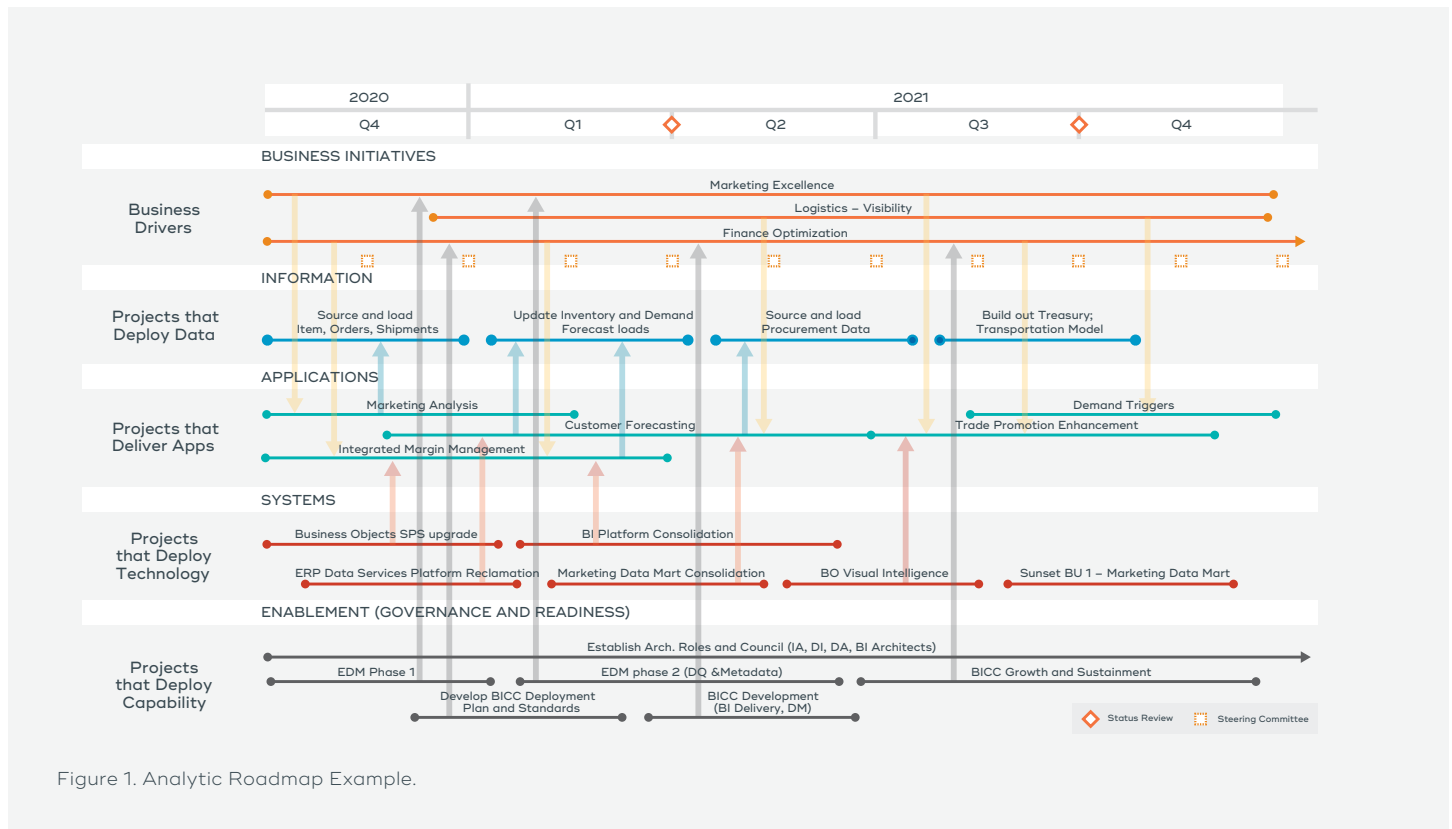 2020
2021
Q4
Q1
Q2
Q3
Q4
BUSINESS INITIATIVES
Business
Drivers
Marketing Excellence
Logistics – Visibility
Finance Optimization
INFORMATION
Projects that
Deploy Data
Source and load
Item, Orders, Shipments
Update Inventory and Demand
Forecast loads
Source and load
Procurement Data
Build out Treasury;
Transportation Model
APPLICATIONS
Projects that
Deliver Apps
Marketing Analysis
Demand Triggers
Customer Forecasting
Trade Promotion Enhancement
Integrated Margin Management
SYSTEMS
Projects
that Deploy
Technology
Business Objects SPS upgrade
BI Platform Consolidation
ERP Data Services Platform Reclamation
Marketing Data Mart Consolidation
BO Visual Intelligence
Sunset BU 1 – Marketing Data Mart
ENABLEMENT (GOVERNANCE AND READINESS)
Projects
that Deploy
Capability
Establish Arch. Roles and Council (IA, DI, DA, BI Architects)
EDM Phase 1
EDM phase 2 (DQ &Metadata)
BICC Growth and Sustainment
Develop BICC Deployment
Plan and Standards
BICC Development
(BI Delivery, DM)
Status Review
Steering Committee
Figure 1. Analytic Roadmap Example.